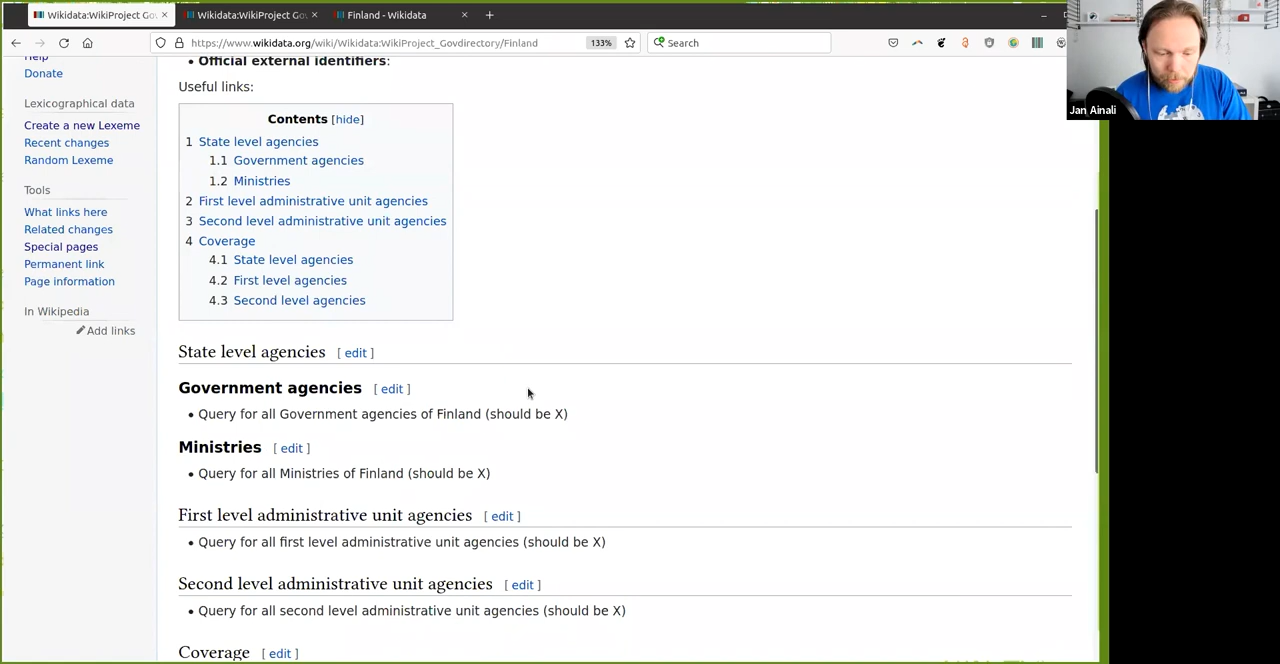 Wikidata:WikiProject Gov
Wikidata:WikiProject Gov
Finland - Wikidata
https://www.wikidata.org/wiki/Wikidata:WikiProject_Govdirectory/Finland
133%
Search
Jan Ainali
Help
Donate
Lexicographical data
Create a new Lexeme
Recent changes
Random Lexeme
Tools
What links here
Related changes
Special pages
Permanent link
Page information
In Wikipedia
Add links
• Official external identifiers:
Useful links:
Contents [hide]
1 State level agencies
1.1 Government agencies
1.2 Ministries
2 First level administrative unit agencies
3 Second level administrative unit agencies
4 Coverage
4.1 State level agencies
4.2 First level agencies
4.3 Second level agencies
State level agencies [ edit ]
Government agencies [ edit ]
• Query for all Government agencies of Finland (should be X)
Ministries [ edit ]
• Query for all Ministries of Finland (should be X)
First level administrative unit agencies [ edit ]
• Query for all first level administrative unit agencies (should be X)
Second level administrative unit agencies [ edit ]
• Query for all second level administrative unit agencies (should be X)
Coverage [ edit ]